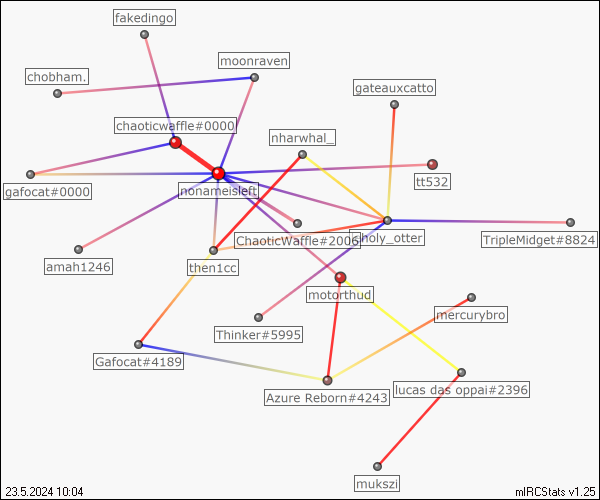 fakedingo
moonraven
chobham.
gateauxcatto
chaoticwaffle#0000
nharwhal_
tt532
gafocat#0000
nonameisleft
ChaoticWaffle#2006
holy_otter
TripleMidget#8824
amah1246
then1cc
motorthud
mercurybro
Thinker#5995
Gafocat#4189
Azure Reborn#4243
lucas das oppai#2396
mukszi
23.5.2024 10:04
mIRCStats v1.25